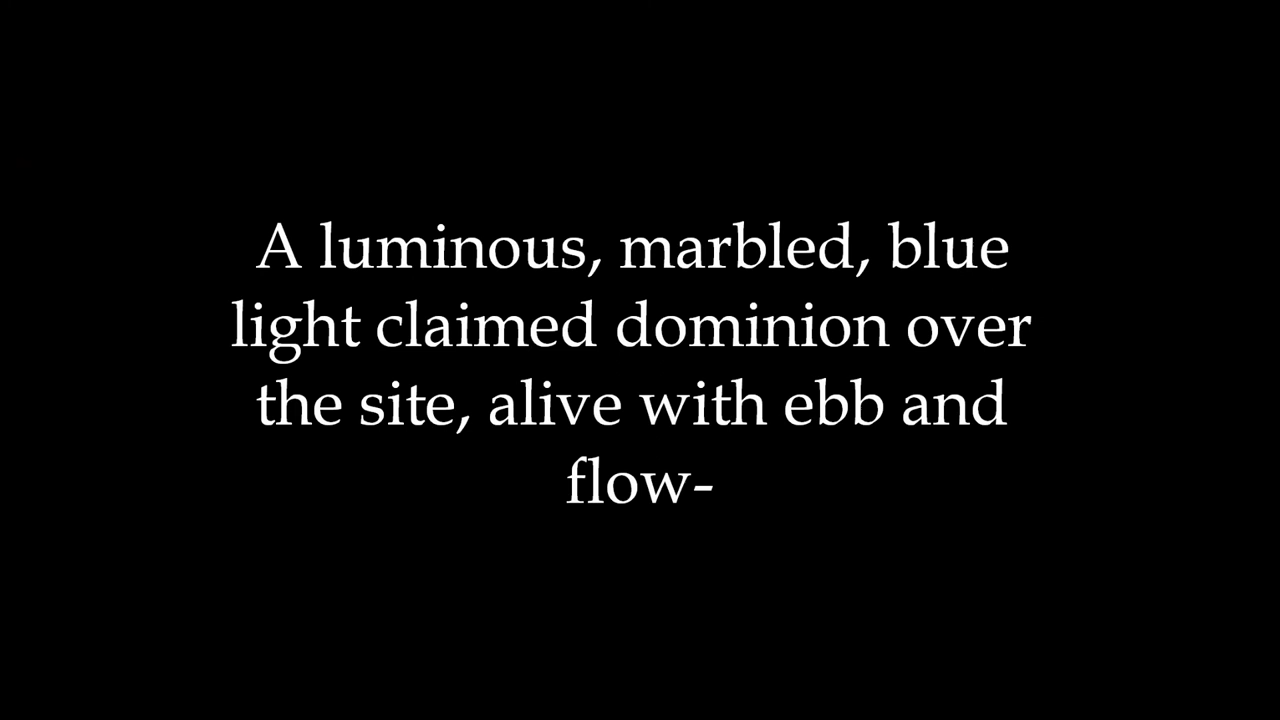 A luminous, marbled, blue
light claimed dominion over
the site, alive with ebb and
flow-